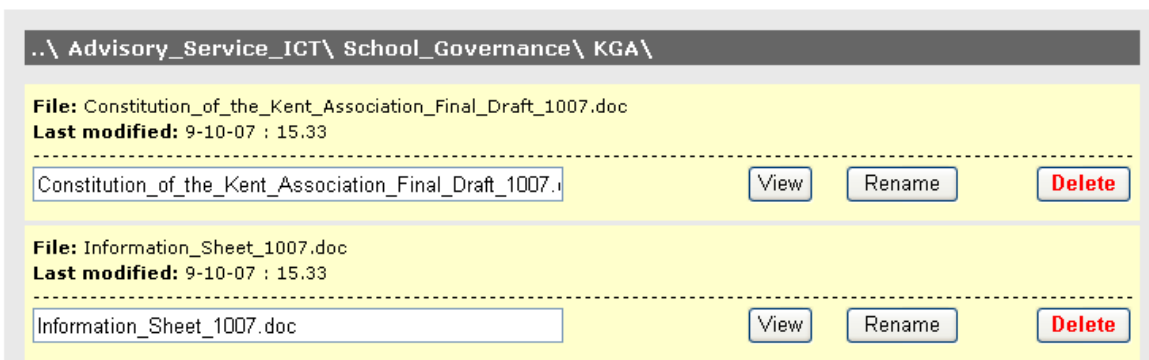 ..\ Advisory_Service_ICT\ School_Governance\ KGA\
File: Constitution_of_the_Kent_Association_Final_Draft_1007.doc
Last modified: 9-10-07 : 15.33
Constitution_of_the_Kent_Association_Final_Draft_1007. View Rename Delete
File: Information_Sheet_1007.doc
Last modified: 9-10-07 : 15.33
Information_Sheet_1007.doc View Rename Delete